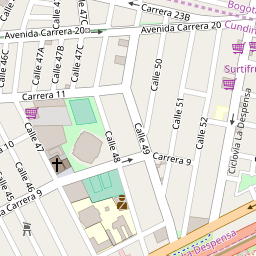 Carrera 23B
Bogot
Avenida Carrera 20
Cundin
Avenida Carrera 20
Calle 46C
Calle 47A
Calle 47B
Calle 47C
Calle 50
Surtifru
Carrera 11
Calle 51
Calle 52
Ciclovía La Despensa
Calle 47
Calle 48
Calle 49
Carrera 9
10
Calle 46
Calle 45
a 9
La Despensa
La Despensa